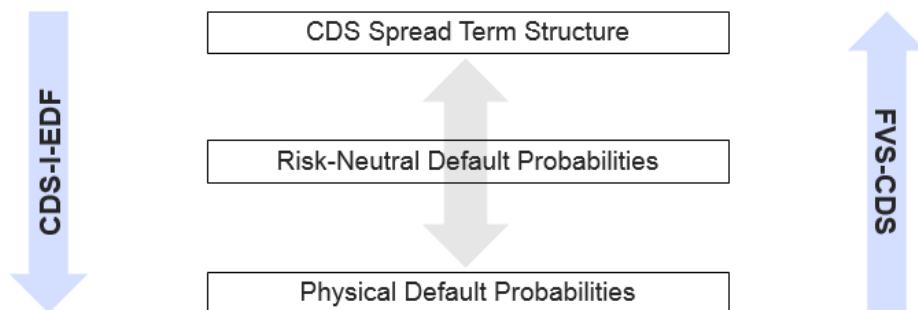 CDS Spread Term Structure
CDS-I-EDF
Risk-Neutral Default Probabilities
FVS-CDS
Physical Default Probabilities